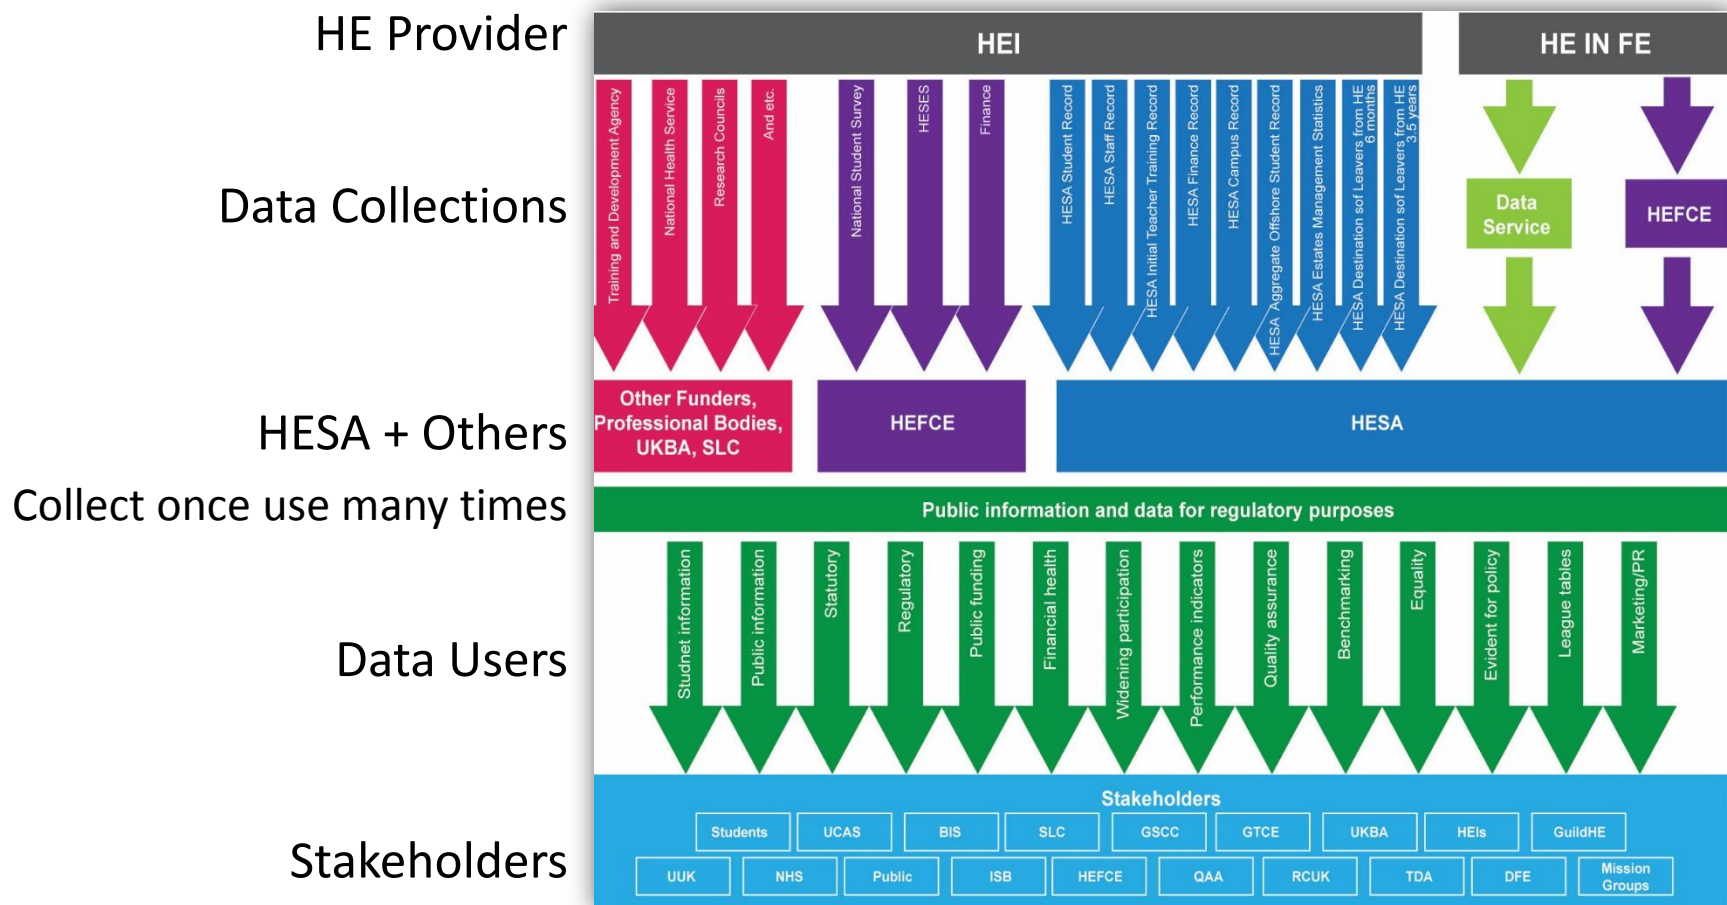 HE Provider
HEI
HE IN FE
Data Collections
Training and Development Agency
National Health Service
Research Councils
And etc.
National Student Survey
HESES
Finance
HESA Student Record
HESA Staff Record
HESA Initial Teacher Training Record
HESA Finance Record
HESA Campus Record
HESA Aggregate Offshore Student Record
HESA Estates Management Statistics
HESA Destination sof Leavers from HE
6 months
HESA Destination sof Leavers from HE
3.5 years
Data
Service
HEFCE
HESA + Others
Other Funders,
Professional Bodies,
UKBA, SLC
HEFCE
HESA
Collect once use many times
Public information and data for regulatory purposes
Data Users
Studnet information
Public information
Statutory
Regulatory
Public funding
Financial health
Widening participation
Performance indicators
Quality assurance
Benchmarking
Equality
Evident for policy
League tables
Marketing/PR
Stakeholders
Stakeholders
Students
UCAS
BIS
SLC
GSCC
GTCE
UKBA
HEIs
GuildHE
UUK
NHS
Public
ISB
HEFCE
QAA
RCUK
TDA
DFE
Mission
Groups